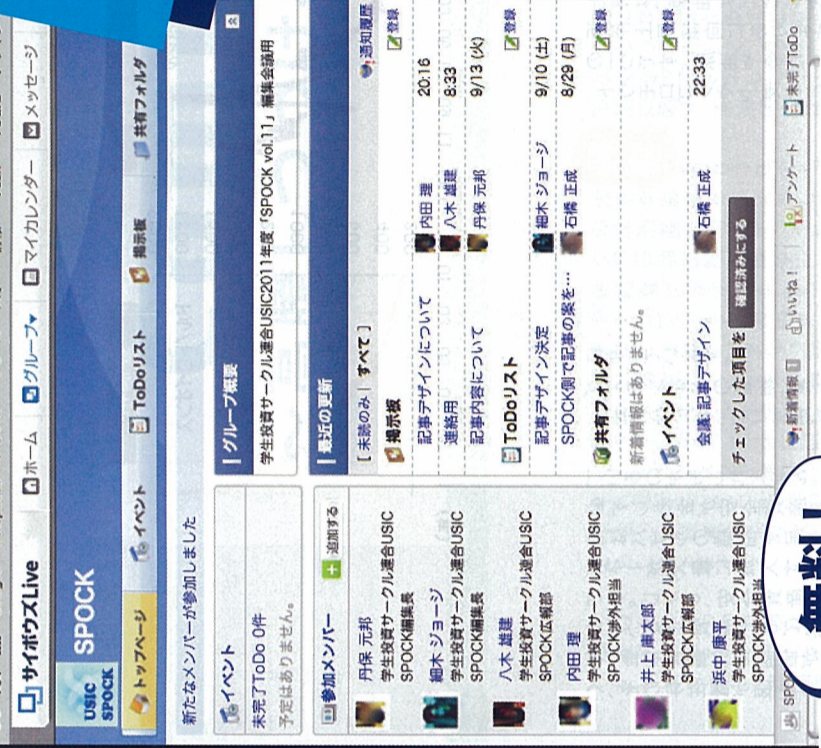 サイボウズLive
ホーム
グループ▾
マイカレンダー
メッセージ
USIC
SPOCK
SPOCK
トップページ
イベント
ToDoリスト
掲示板
共有フォルダ
新たなメンバーが参加しました
イベント
未完了ToDo 0件
予定はありません。
参加メンバー
追加する
丹保 元邦
学生投資サークル連合USIC
SPOCK編集長
細木 ジョージ
学生投資サークル連合USIC
SPOCK編集長
八木 雄建
学生投資サークル連合USIC
SPOCK広報部
内田 理
学生投資サークル連合USIC
SPOCK渉外担当
井上 庫太郎
学生投資サークル連合USIC
SPOCK広報部
浜中 康平
学生投資サークル連合USIC
SPOCK渉外担当
グループ概要
学生投資サークル連合USIC2011年度「SPOCK vol.11」編集会議用
最近の更新
[ 未読のみ | すべて ]
通知履歴
掲示板
登録
記事デザインについて 内田 理 20:16
連絡用 八木 雄建 8:33
記事内容について 丹保 元邦 9/13 (火)
ToDoリスト
登録
記事デザイン決定 細木 ジョージ 9/10 (土)
SPOCK側で記事の案を… 石橋 正成 8/29 (月)
共有フォルダ
登録
新着情報はありません。
イベント
登録
会議: 記事デザイン 石橋 正成 22:33
チェックした項目を 確認済みにする
SPOC
新着情報
いいね！
アンケート
未完了ToDo
無料！